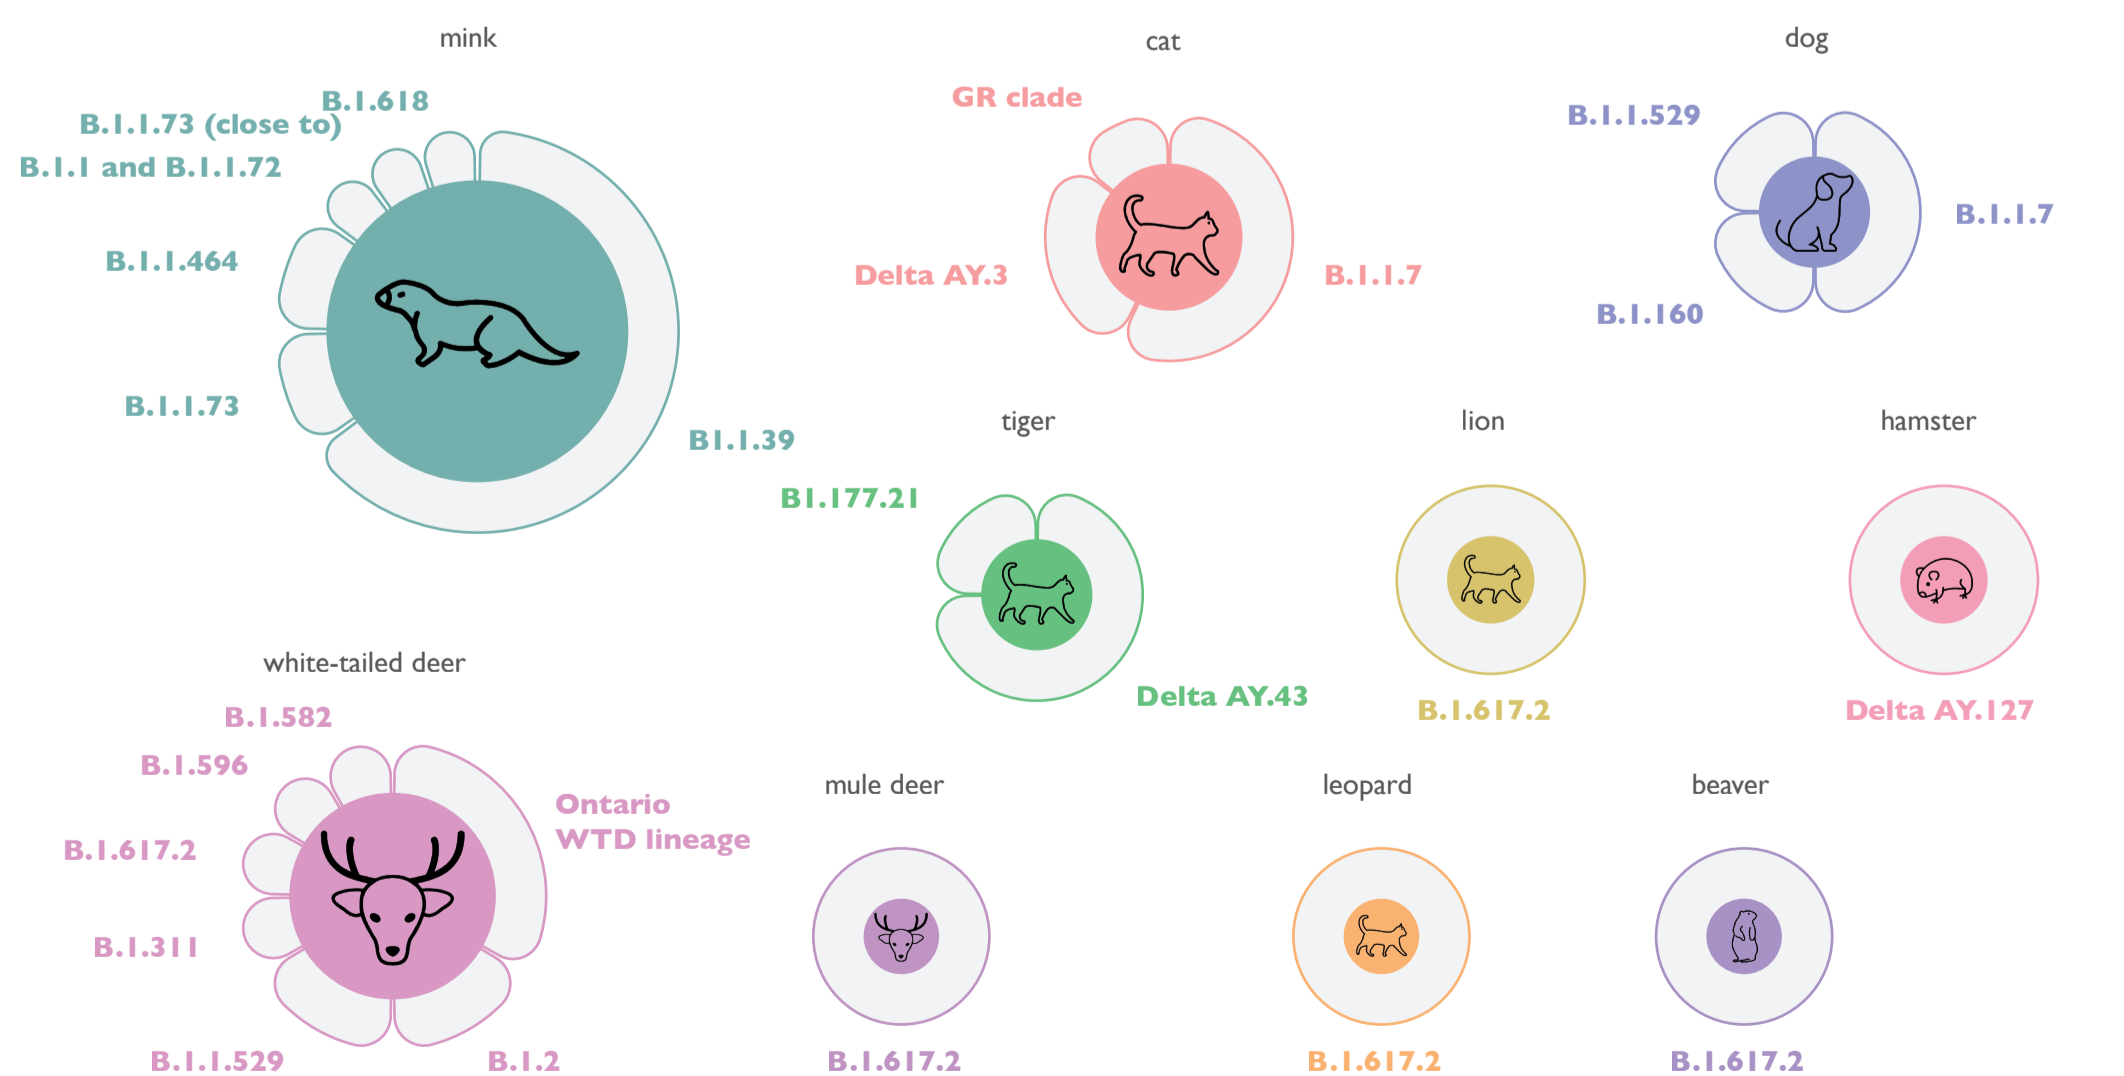 mink
B.1.618
B.1.1.73 (close to)
B.1.1 and B.1.1.72
B.1.1.464
B.1.1.73
B1.1.39
cat
GR clade
Delta AY.3
B.1.1.7
dog
B.1.1.529
B.1.1.7
B.1.160
tiger
B1.177.21
Delta AY.43
lion
B.1.617.2
hamster
Delta AY.127
white-tailed deer
B.1.582
B.1.596
B.1.617.2
B.1.311
B.1.1.529
B.1.2
Ontario
WTD lineage
mule deer
B.1.617.2
leopard
B.1.617.2
beaver
B.1.617.2